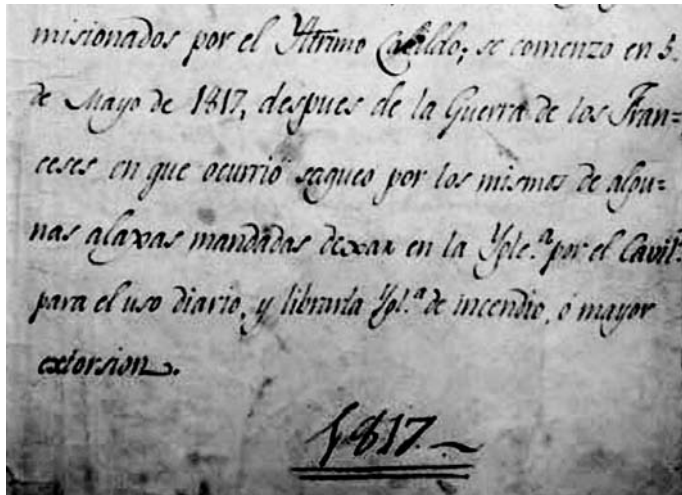 misionados por el Yltrimo Cabildo; se comenzó en 5.
de Mayo de 1817, despues de la Guerra de los Fran=
ceses en que ocurrió saqueo por los mismos de algu=
nas alaxas mandadas dexar en la Ygle.ª por el Cavil.º
para el uso diario, y librarla Ygl.ª de incendio, ó mayor
extorsion.
1817.